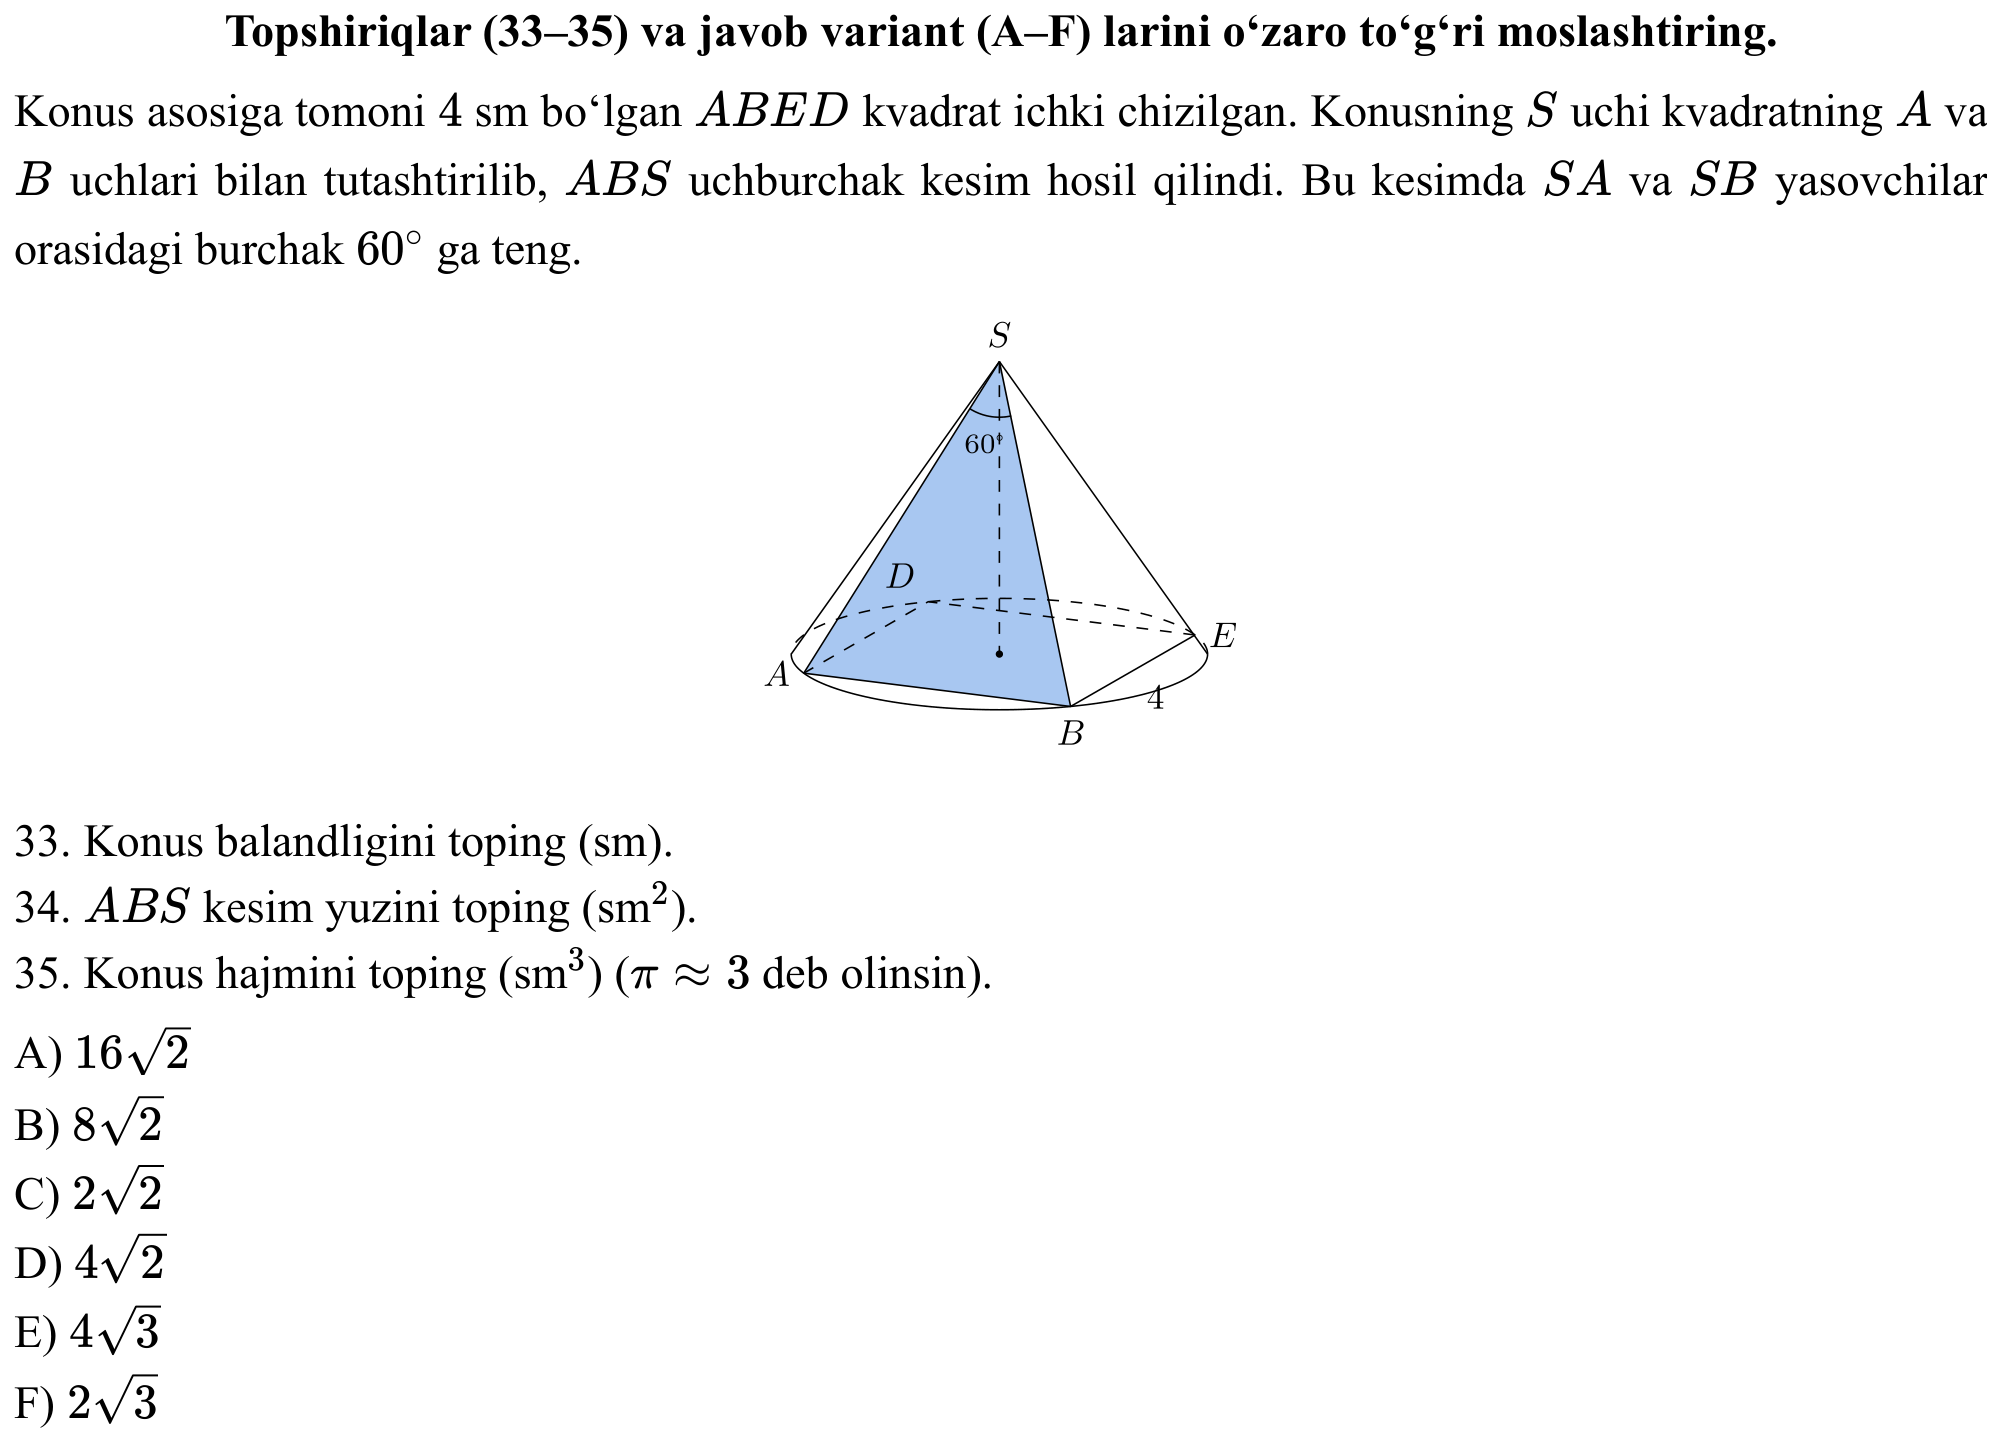 Topshiriqlar (33–35) va javob variant (A–F) larini o‘zaro to‘g‘ri moslashtiring.
Konus asosiga tomoni 4 sm bo‘lgan ABED kvadrat ichki chizilgan. Konusning S uchi kvadratning A va
B uchlari bilan tutashtirilib, ABS uchburchak kesim hosil qilindi. Bu kesimda SA va SB yasovchilar
orasidagi burchak 60° ga teng.
S
60°
D
E
A
4
B
33. Konus balandligini toping (sm).
34. ABS kesim yuzini toping (sm²).
35. Konus hajmini toping (sm³) (π ≈ 3 deb olinsin).
A) 16√2
B) 8√2
C) 2√2
D) 4√2
E) 4√3
F) 2√3